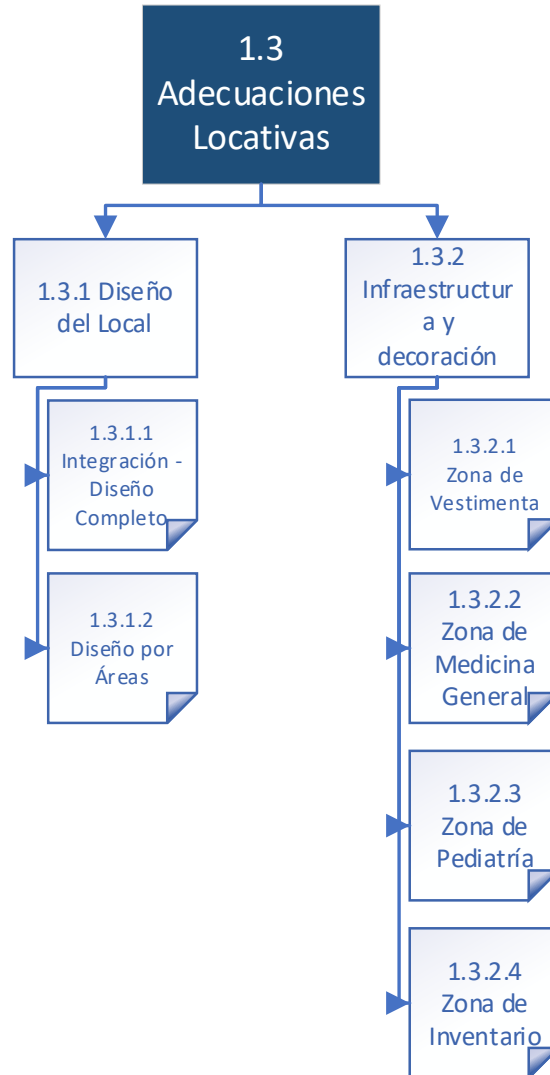 1.3
Adecuaciones
Locativas
1.3.1 Diseño
del Local
1.3.2
Infraestructur
a y
decoración
1.3.1.1
Integración -
Diseño
Completo
1.3.1.2
Diseño por
Áreas
1.3.2.1
Zona de
Vestimenta
1.3.2.2
Zona de
Medicina
General
1.3.2.3
Zona de
Pediatría
1.3.2.4
Zona de
Inventario